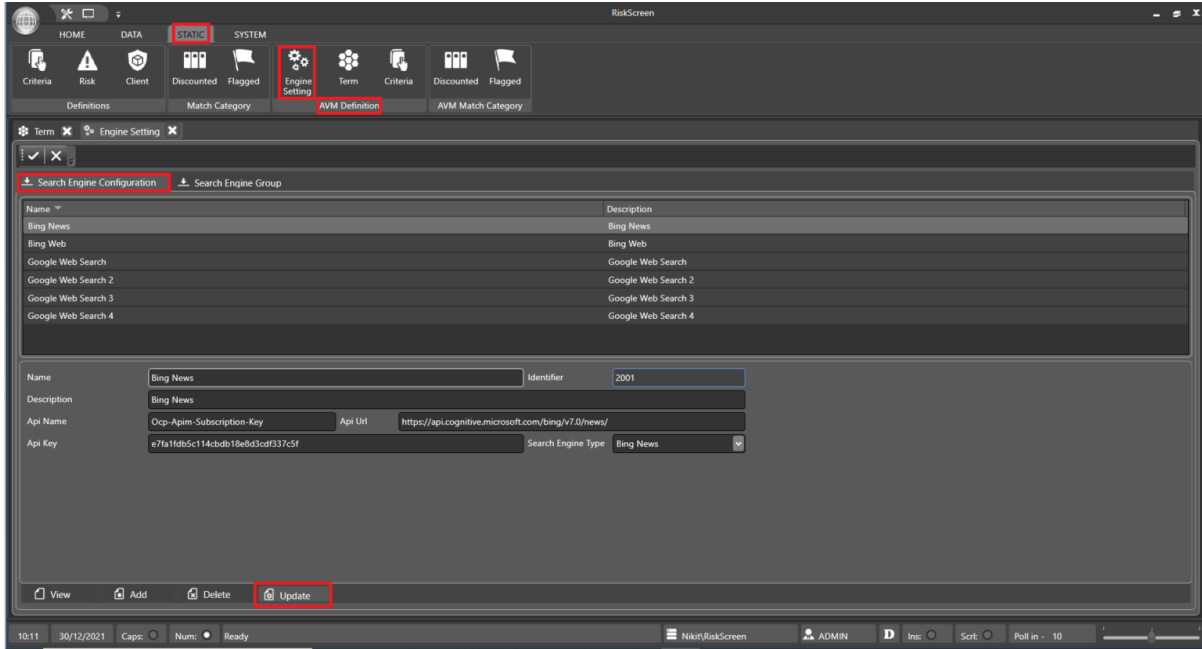 RiskScreen
HOME DATA STATIC SYSTEM
Criteria Risk Client Discounted Flagged Engine Setting Term Criteria Discounted Flagged
Definitions Match Category AVM Definition AVM Match Category
Term Engine Setting
Search Engine Configuration Search Engine Group
Name Description
Bing News Bing News
Bing Web Bing Web
Google Web Search Google Web Search
Google Web Search 2 Google Web Search 2
Google Web Search 3 Google Web Search 3
Google Web Search 4 Google Web Search 4
Name Bing News Identifier 2001
Description Bing News
Api Name Ocp-Apim-Subscription-Key Api Url https://api.cognitive.microsoft.com/bing/v7.0/news/
Api Key e7fa1fdb5c114cbdb18e8d3cdf337c5f Search Engine Type Bing News
View Add Delete Update
10:11 30/12/2021 Caps: Num: Ready Nikit\RiskScreen ADMIN D Ins: Scrl: Poll in - 10